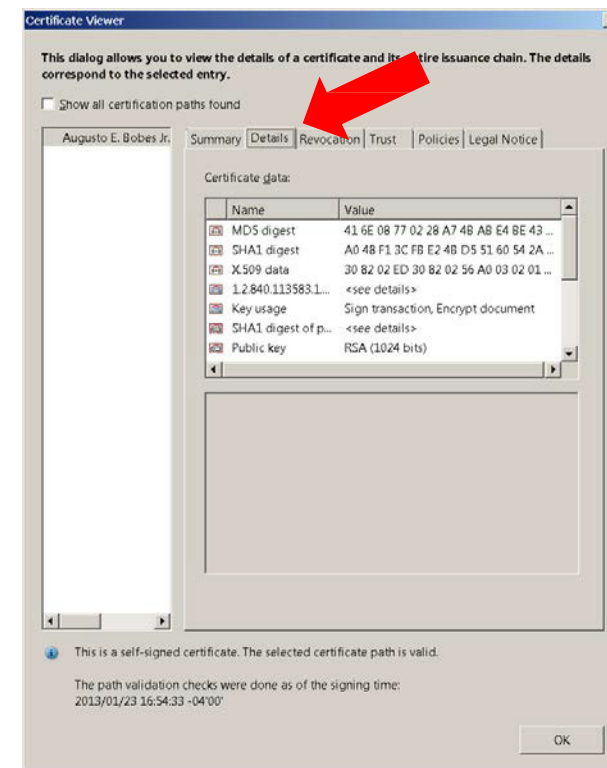 Certificate Viewer
This dialog allows you to view the details of a certificate and its entire issuance chain. The details
correspond to the selected entry.
Show all certification paths found
Augusto E. Bobes Jr.
Summary Details Revocation Trust Policies Legal Notice
Certificate data:
Name Value
MD5 digest 41 6E 08 77 02 28 A7 4B AB E4 BE 43 ...
SHA1 digest A0 48 F1 3C FB E2 4B D5 51 60 54 2A ...
X.509 data 30 82 02 ED 30 82 02 56 A0 03 02 01 ...
1.2.840.113583.1... <see details>
Key usage Sign transaction, Encrypt document
SHA1 digest of p... <see details>
Public key RSA (1024 bits)
This is a self-signed certificate. The selected certificate path is valid.
The path validation checks were done as of the signing time:
2013/01/23 16:54:33 -04'00'
OK